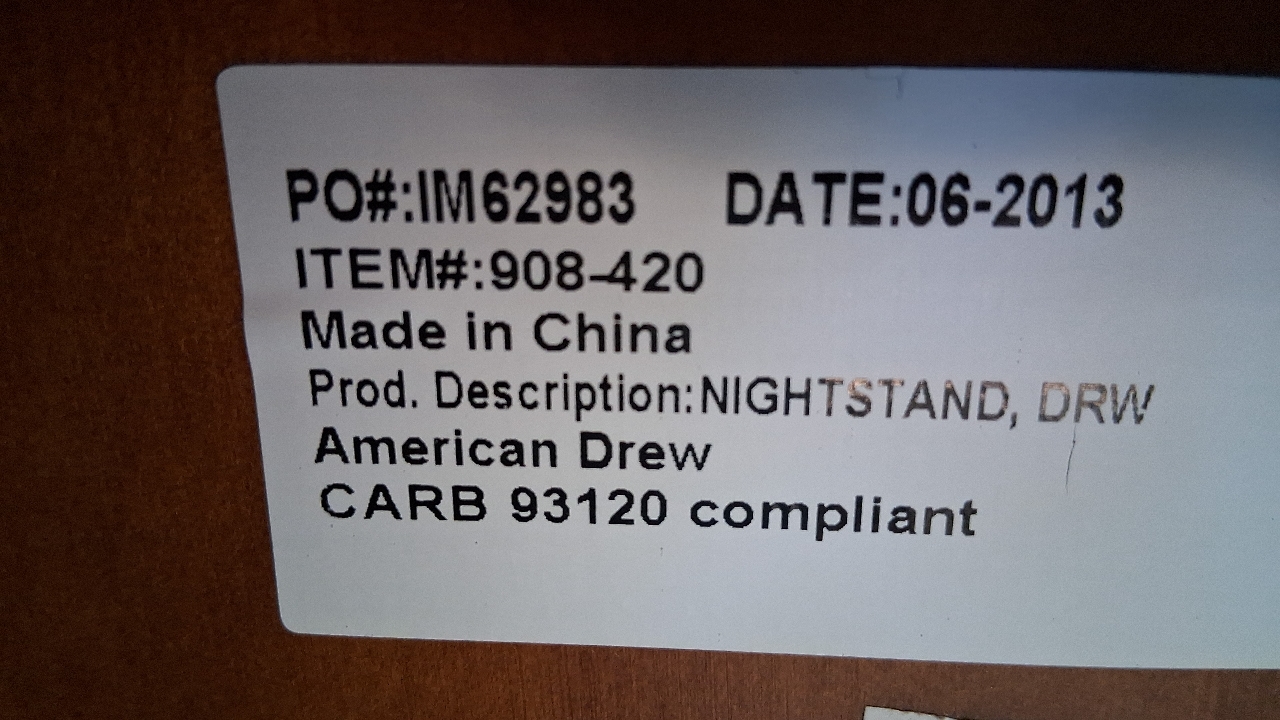 PO#:IM62983 DATE:06-2013
ITEM#:908-420
Made in China
Prod. Description:NIGHTSTAND, DRW
American Drew
CARB 93120 compliant